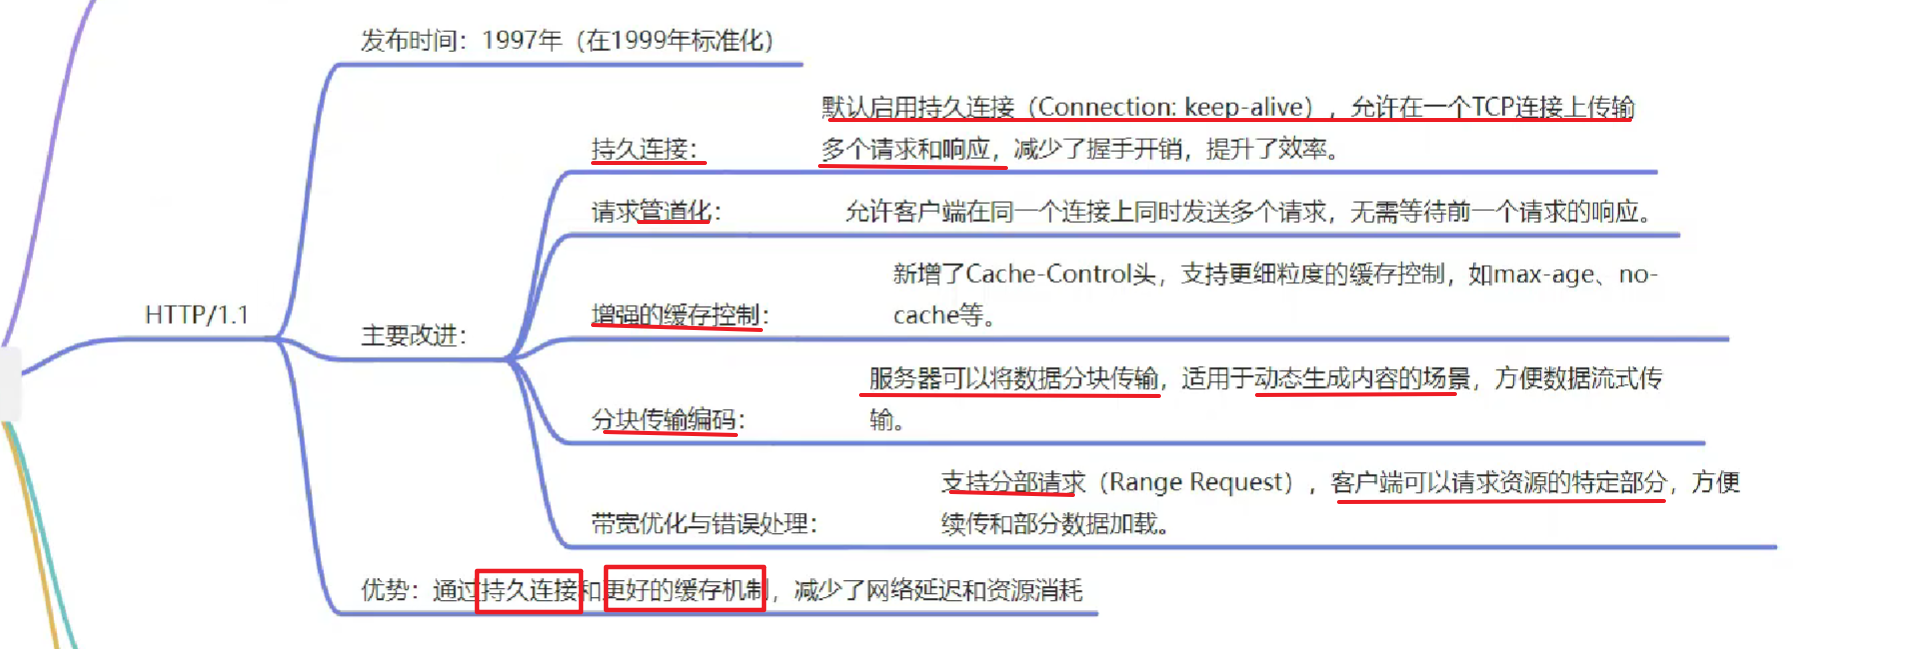 发布时间：1997年（在1999年标准化）
默认启用持久连接（Connection: keep-alive），允许在一个TCP连接上传输
持久连接：
多个请求和响应，减少了握手开销，提升了效率。
请求管道化：
允许客户端在同一个连接上同时发送多个请求，无需等待前一个请求的响应。
新增了Cache-Control头，支持更细粒度的缓存控制，如max-age、no-
增强的缓存控制：
cache等。
HTTP/1.1
主要改进：
服务器可以将数据分块传输，适用于动态生成内容的场景，方便数据流式传
分块传输编码：
输。
支持分部请求（Range Request），客户端可以请求资源的特定部分，方便
带宽优化与错误处理：
续传和部分数据加载。
优势：通过持久连接和更好的缓存机制，减少了网络延迟和资源消耗